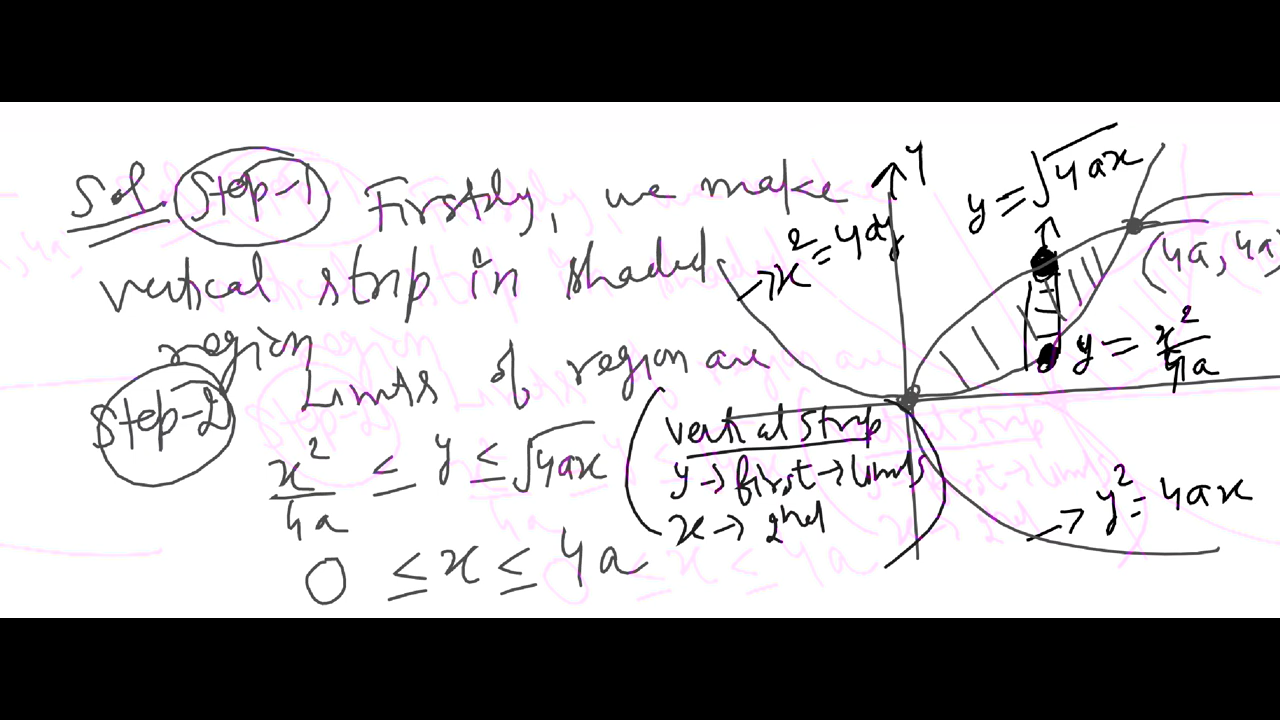 Sol. Step-1 Firstly, we make
vertical strip in shaded
region
Step-2 Limits of region are
x²/4a ≤ y ≤ √4ax
0 ≤ x ≤ 4a
(vertical strip
y → first → limits
x → 2nd)
Y
x² = 4ay
y = √4ax
(4a, 4a)
y = x²/4a
y² = 4ax